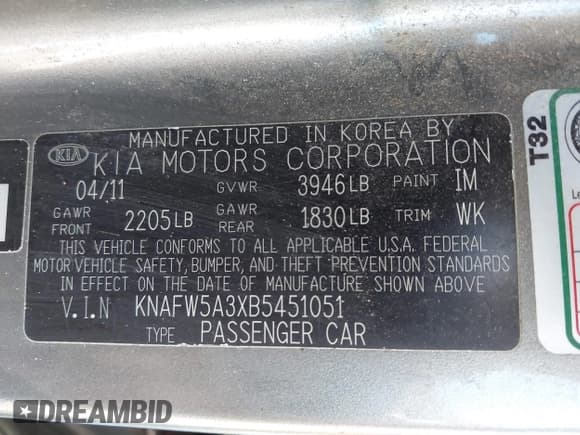 MANUFACTURED IN KOREA BY
KIA KIA MOTORS CORPORATION
04/11 GVWR 3946LB PAINT IM
GAWR FRONT 2205LB GAWR REAR 1830LB TRIM WK
THIS VEHICLE CONFORMS TO ALL APPLICABLE U.S.A. FEDERAL
MOTOR VEHICLE SAFETY, BUMPER, AND THEFT PREVENTION STANDARDS
IN EFFECT ON THE DATE OF MANUFACTURE SHOWN ABOVE
V.I.N KNAFW5A3XB5451051
TYPE PASSENGER CAR
T32
DREAMBID